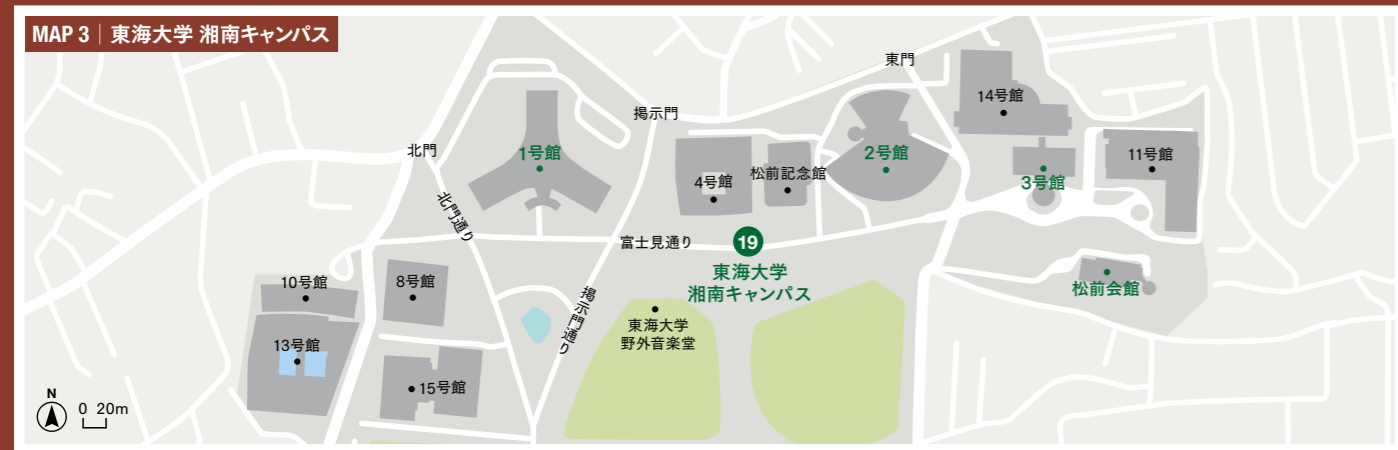 MAP 3｜東海大学 湘南キャンパス
東門
14号館
掲示門
北門
1号館
2号館
11号館
4号館
松前記念館
3号館
北門通り
富士見通り
19
東海大学
湘南キャンパス
10号館
8号館
松前会館
掲示門通り
東海大学
野外音楽堂
13号館
15号館
N
0 20m